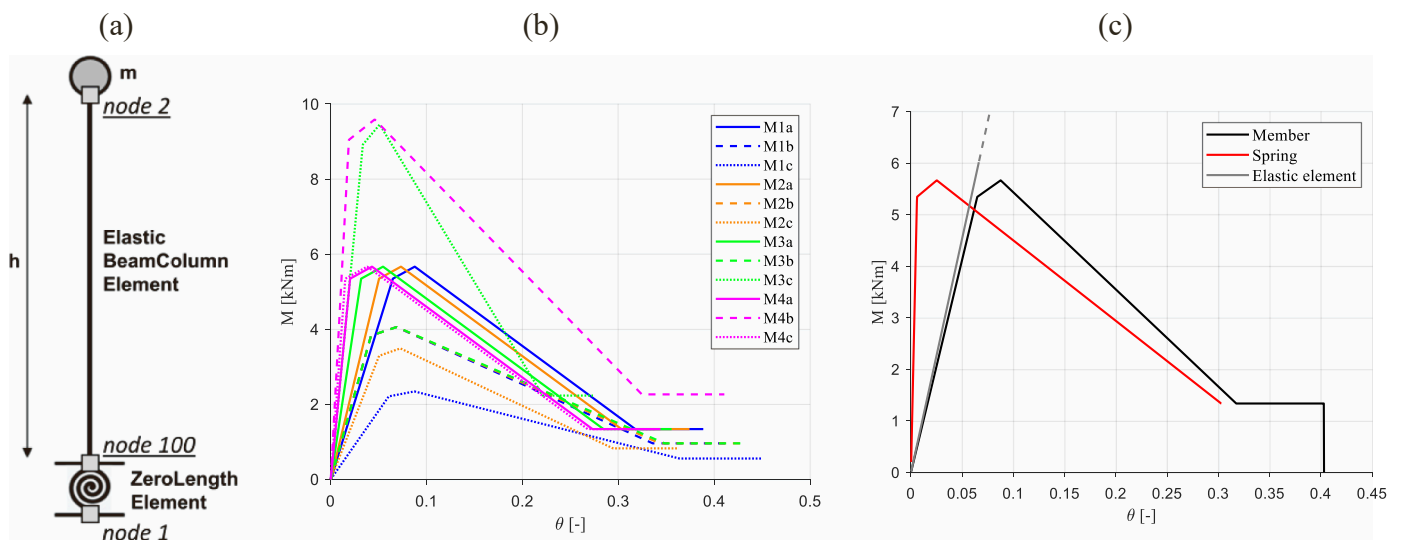 (a)
(b)
(c)
m
node 2
h
Elastic
BeamColumn
Element
node 100
ZeroLength
Element
node 1
10
8
6
4
2
0
M [kNm]
0
0.1
0.2
0.3
0.4
0.5
θ [-]
M1a
M1b
M1c
M2a
M2b
M2c
M3a
M3b
M3c
M4a
M4b
M4c
7
6
5
4
3
2
1
0
M [kNm]
0
0.05
0.1
0.15
0.2
0.25
0.3
0.35
0.4
0.45
θ [-]
Member
Spring
Elastic element